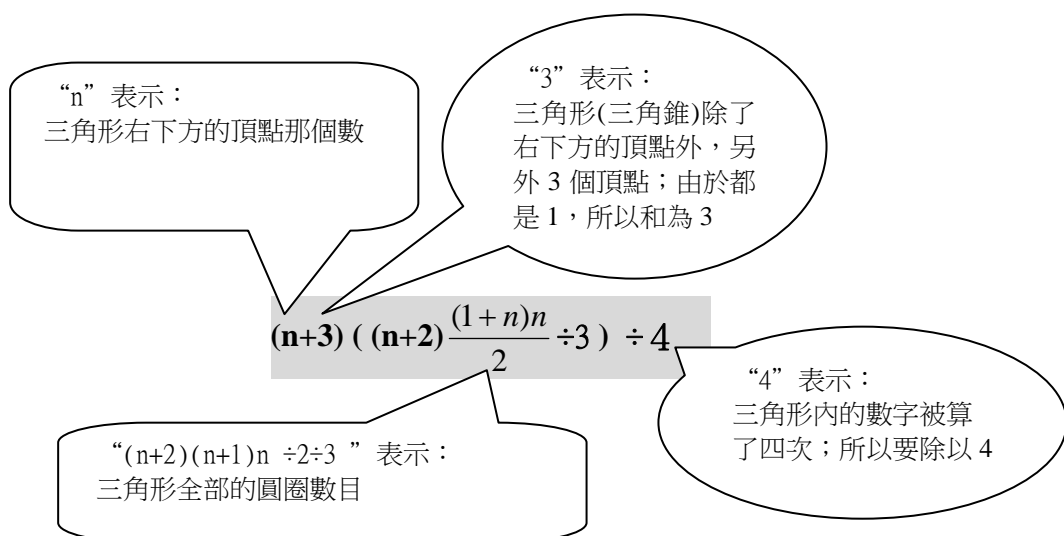 “n”表示：
三角形右下方的頂點那個數
“3”表示：
三角形(三角錐)除了
右下方的頂點外，另
外 3 個頂點；由於都
是 1，所以和為 3
(n+3) ( (n+2) (1+n)n/2 ÷3 ) ÷4
“4”表示：
三角形內的數字被算
了四次；所以要除以 4
“(n+2)(n+1)n ÷2÷3 ”表示：
三角形全部的圓圈數目